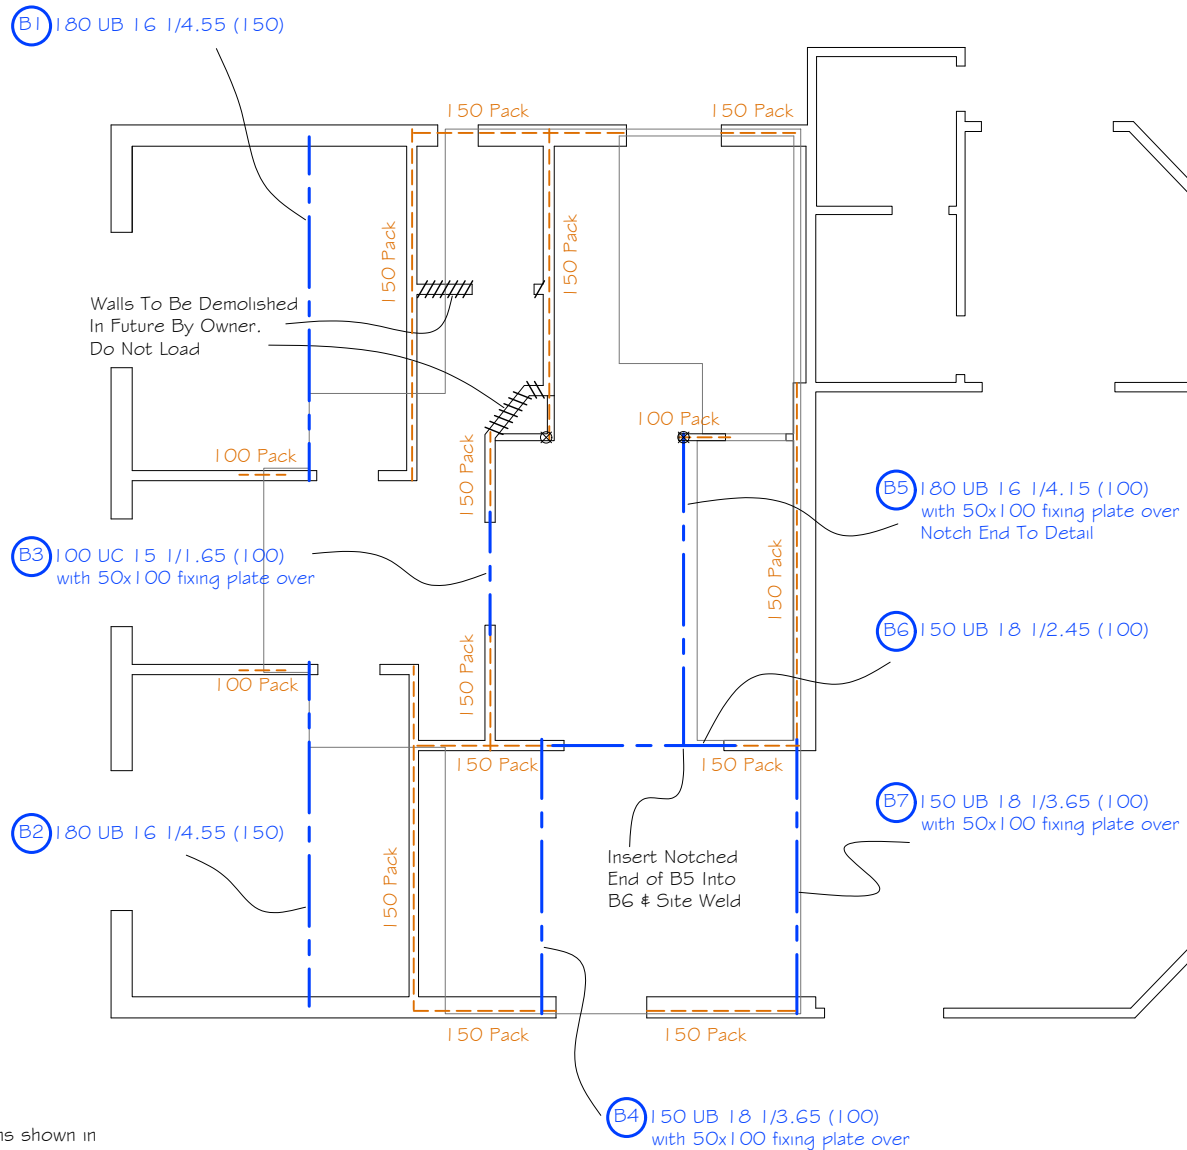 B1 180 UB 16 1/4.55 (150)
150 Pack
150 Pack
150 Pack
150 Pack
Walls To Be Demolished
In Future By Owner.
Do Not Load
100 Pack
100 Pack
150 Pack
B5 180 UB 16 1/4.15 (100)
with 50x100 fixing plate over
Notch End To Detail
B3 100 UC 15 1/1.65 (100)
with 50x100 fixing plate over
150 Pack
B6 150 UB 18 1/2.45 (100)
150 Pack
100 Pack
150 Pack
150 Pack
B7 150 UB 18 1/3.65 (100)
with 50x100 fixing plate over
B2 180 UB 16 1/4.55 (150)
150 Pack
Insert Notched
End of B5 Into
B6 & Site Weld
150 Pack
150 Pack
B4 150 UB 18 1/3.65 (100)
with 50x100 fixing plate over
ns shown in